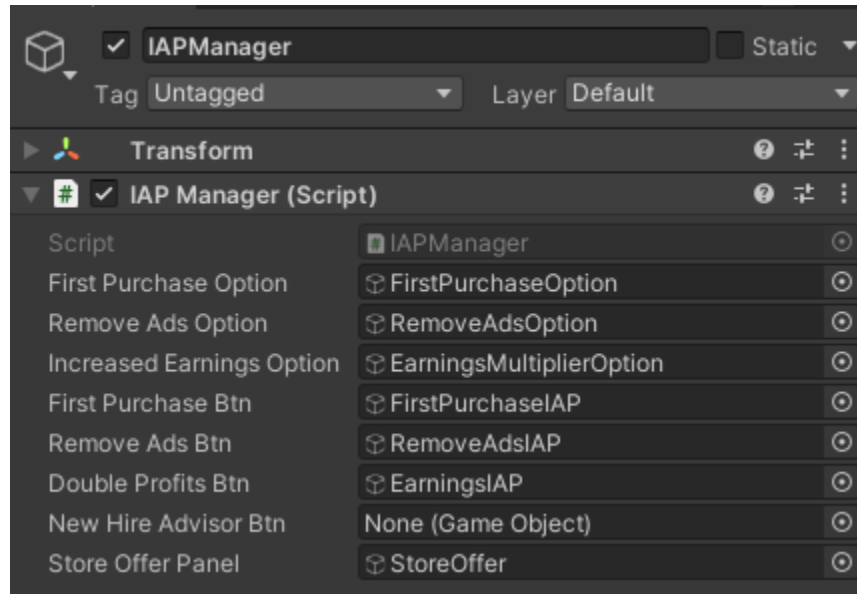 IAPManager Static
Tag Untagged Layer Default
Transform
# IAP Manager (Script)
Script # IAPManager
First Purchase Option FirstPurchaseOption
Remove Ads Option RemoveAdsOption
Increased Earnings Option EarningsMultiplierOption
First Purchase Btn FirstPurchaseIAP
Remove Ads Btn RemoveAdsIAP
Double Profits Btn EarningsIAP
New Hire Advisor Btn None (Game Object)
Store Offer Panel StoreOffer